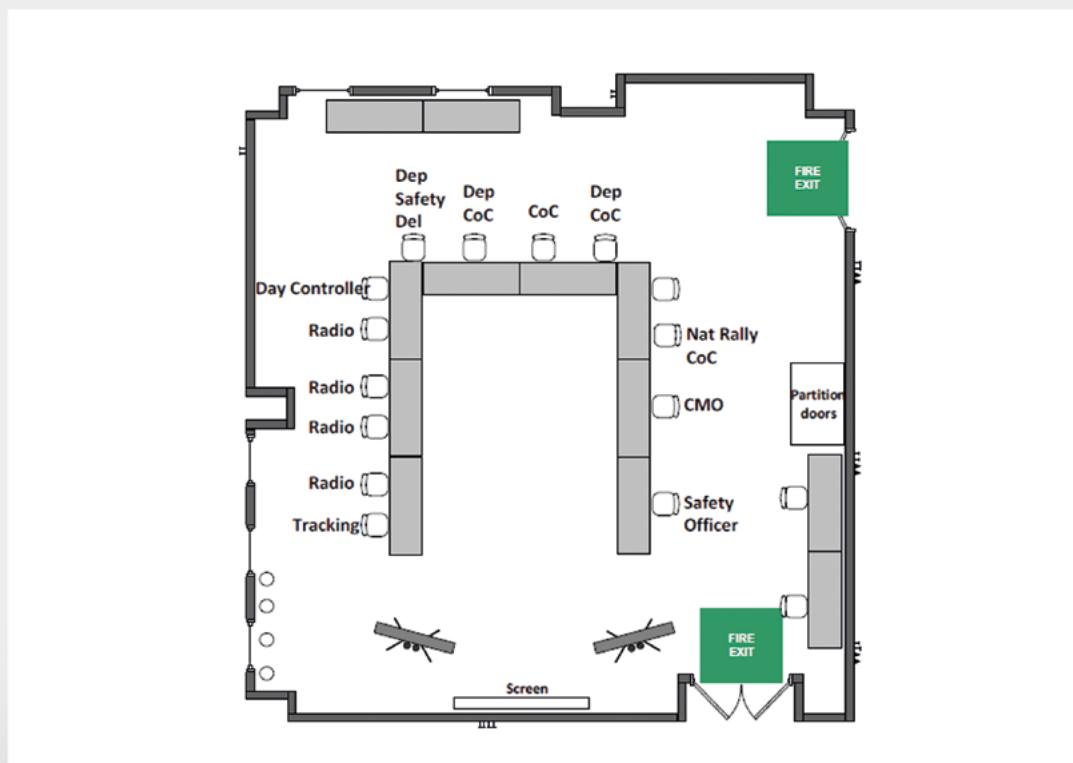 FIRE
EXIT
Dep
Safety
Del
Dep
CoC
CoC
Dep
CoC
Day Controller
Radio
Nat Rally
CoC
Radio
CMO
Partition
doors
Radio
Radio
Safety
Officer
Tracking
FIRE
EXIT
Screen